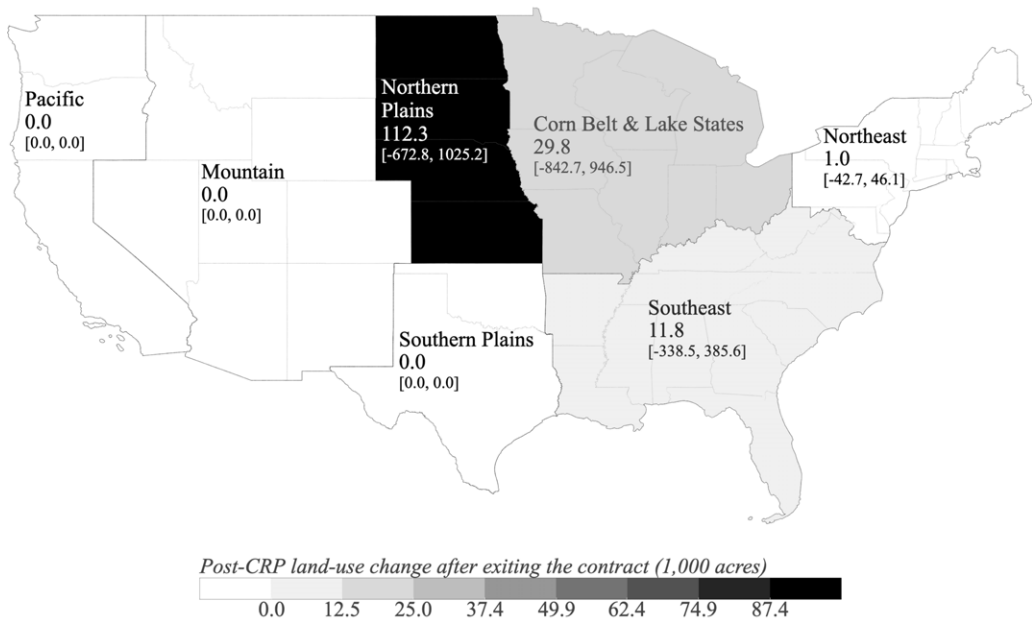 Pacific
0.0
[0.0, 0.0]
Mountain
0.0
[0.0, 0.0]
Northern
Plains
112.3
[-672.8, 1025.2]
Corn Belt & Lake States
29.8
[-842.7, 946.5]
Northeast
1.0
[-42.7, 46.1]
Southern Plains
0.0
[0.0, 0.0]
Southeast
11.8
[-338.5, 385.6]
Post-CRP land-use change after exiting the contract (1,000 acres)
0.0 12.5 25.0 37.4 49.9 62.4 74.9 87.4